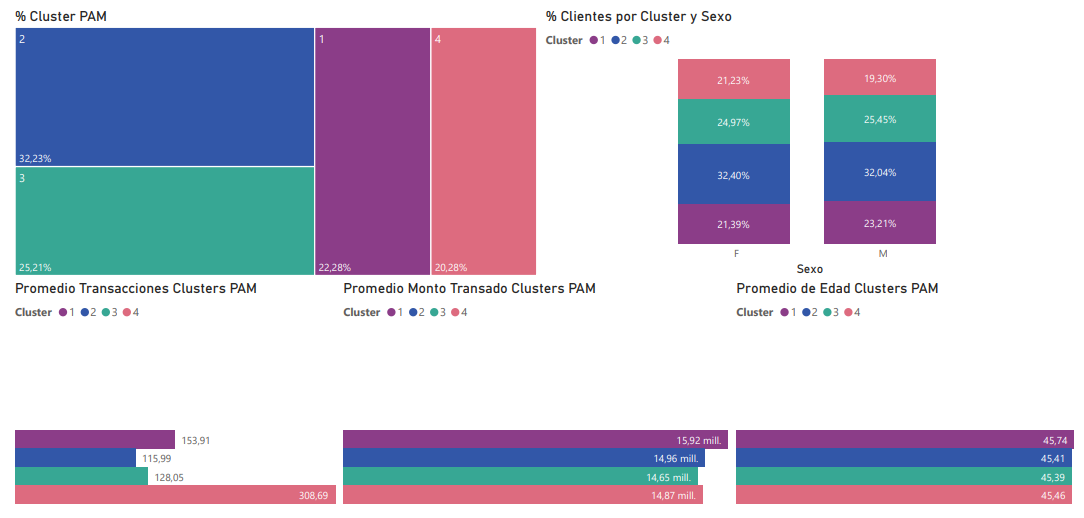 % Cluster PAM
2
32,23%
3
25,21%
1
22,28%
4
20,28%
% Clientes por Cluster y Sexo
Cluster 1 2 3 4
21,23%
24,97%
32,40%
21,39%
F
19,30%
25,45%
32,04%
23,21%
M
Sexo
Promedio Transacciones Clusters PAM
Cluster 1 2 3 4
153,91
115,99
128,05
308,69
Promedio Monto Transado Clusters PAM
Cluster 1 2 3 4
15,92 mill.
14,96 mill.
14,65 mill.
14,87 mill.
Promedio de Edad Clusters PAM
Cluster 1 2 3 4
45,74
45,41
45,39
45,46